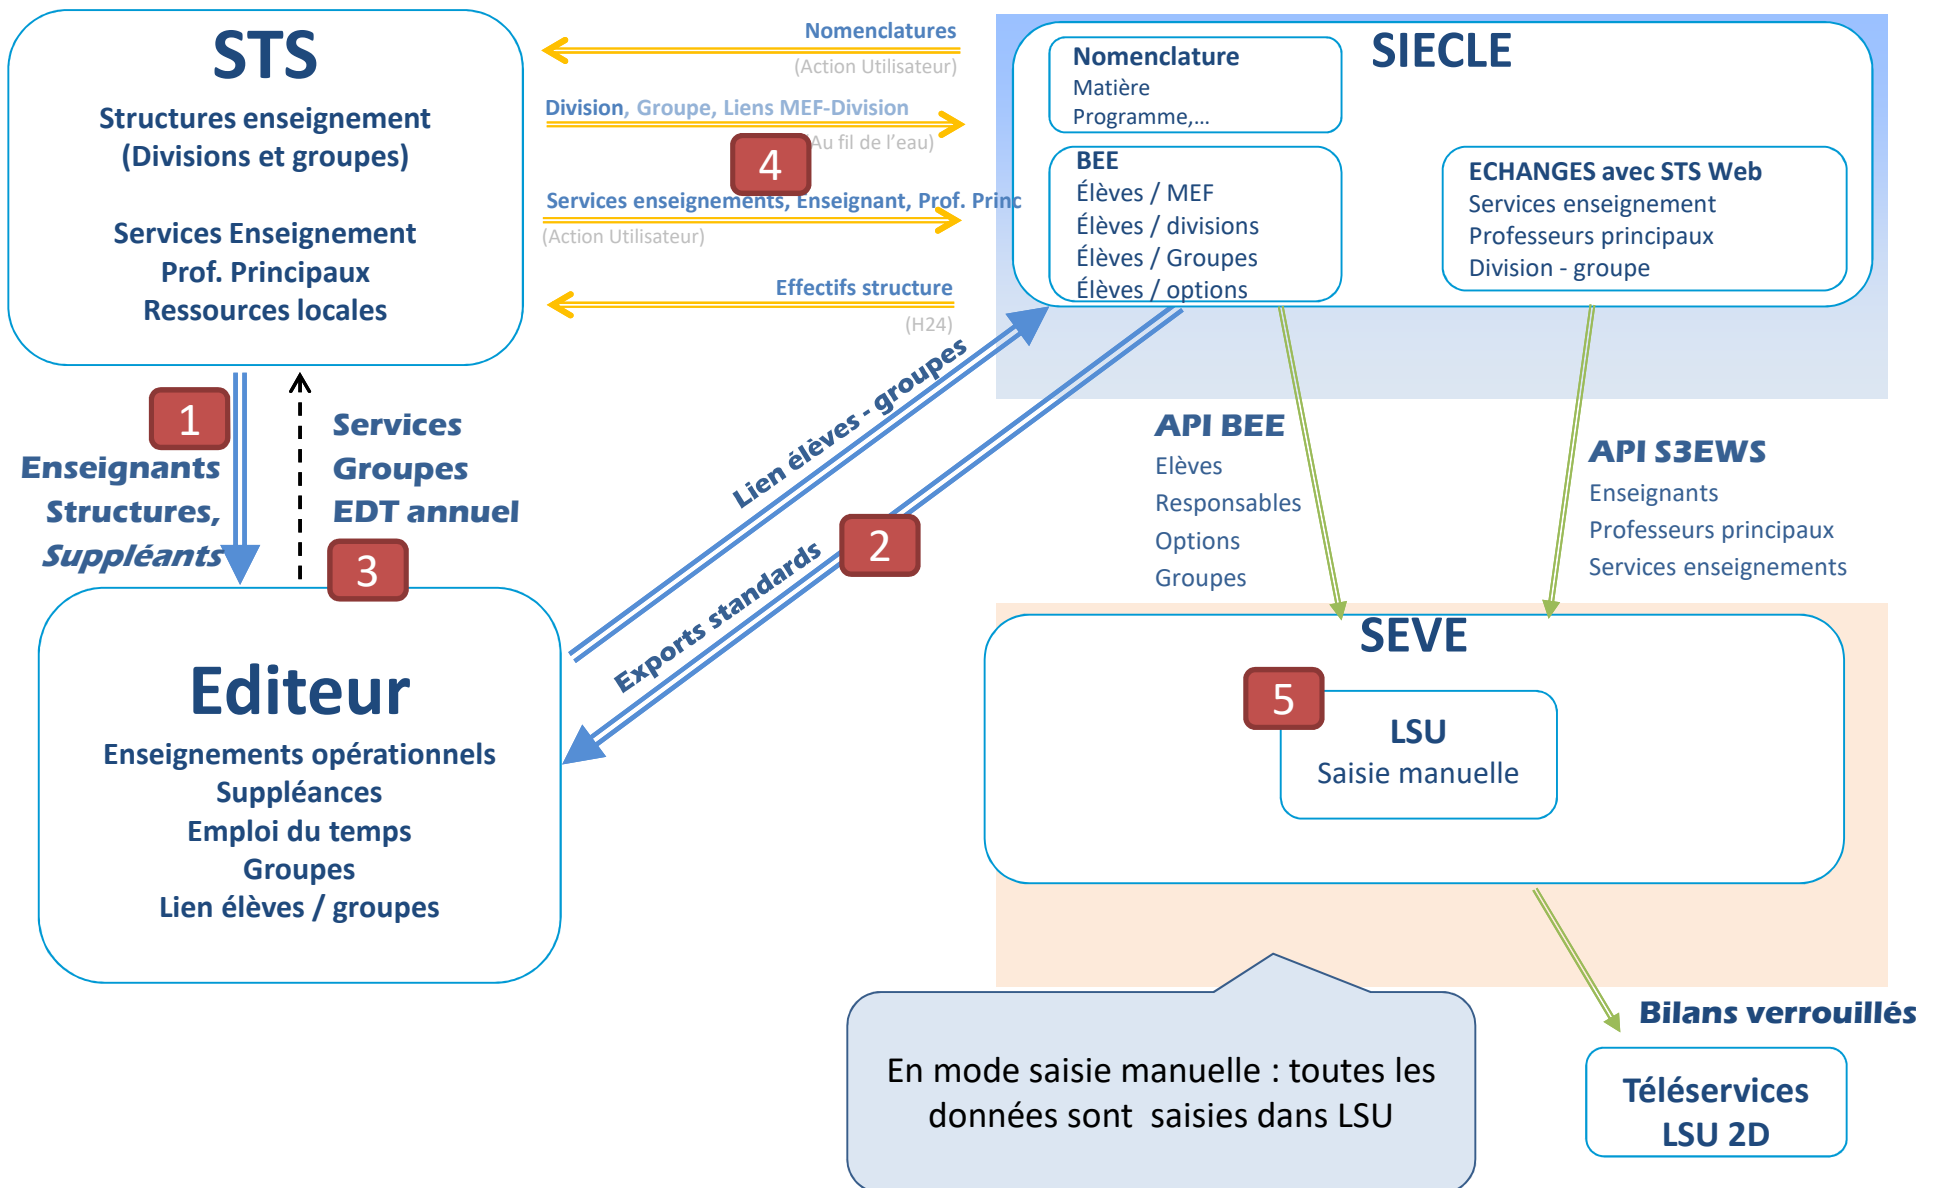 STS
Structures enseignement
(Divisions et groupes)
Services Enseignement
Prof. Principaux
Ressources locales
Nomenclatures
(Action Utilisateur)
Division, Groupe, Liens MEF-Division
Au fil de l'eau)
4
Services enseignements, Enseignant, Prof. Princ
(Action Utilisateur)
Effectifs structure
(H24)
SIECLE
Nomenclature
Matière
Programme,...
BEE
Élèves / MEF
Élèves / divisions
Élèves / Groupes
Élèves / options
ECHANGES avec STS Web
Services enseignement
Professeurs principaux
Division - groupe
1
Enseignants
Structures,
Suppléants
Services
Groupes
EDT annuel
3
Lien élèves - groupes
2
Exports standards
API BEE
Elèves
Responsables
Options
Groupes
API S3EWS
Enseignants
Professeurs principaux
Services enseignements
Editeur
Enseignements opérationnels
Suppléances
Emploi du temps
Groupes
Lien élèves / groupes
SEVE
5
LSU
Saisie manuelle
En mode saisie manuelle : toutes les
données sont  saisies dans LSU
Bilans verrouillés
Téléservices
LSU 2D